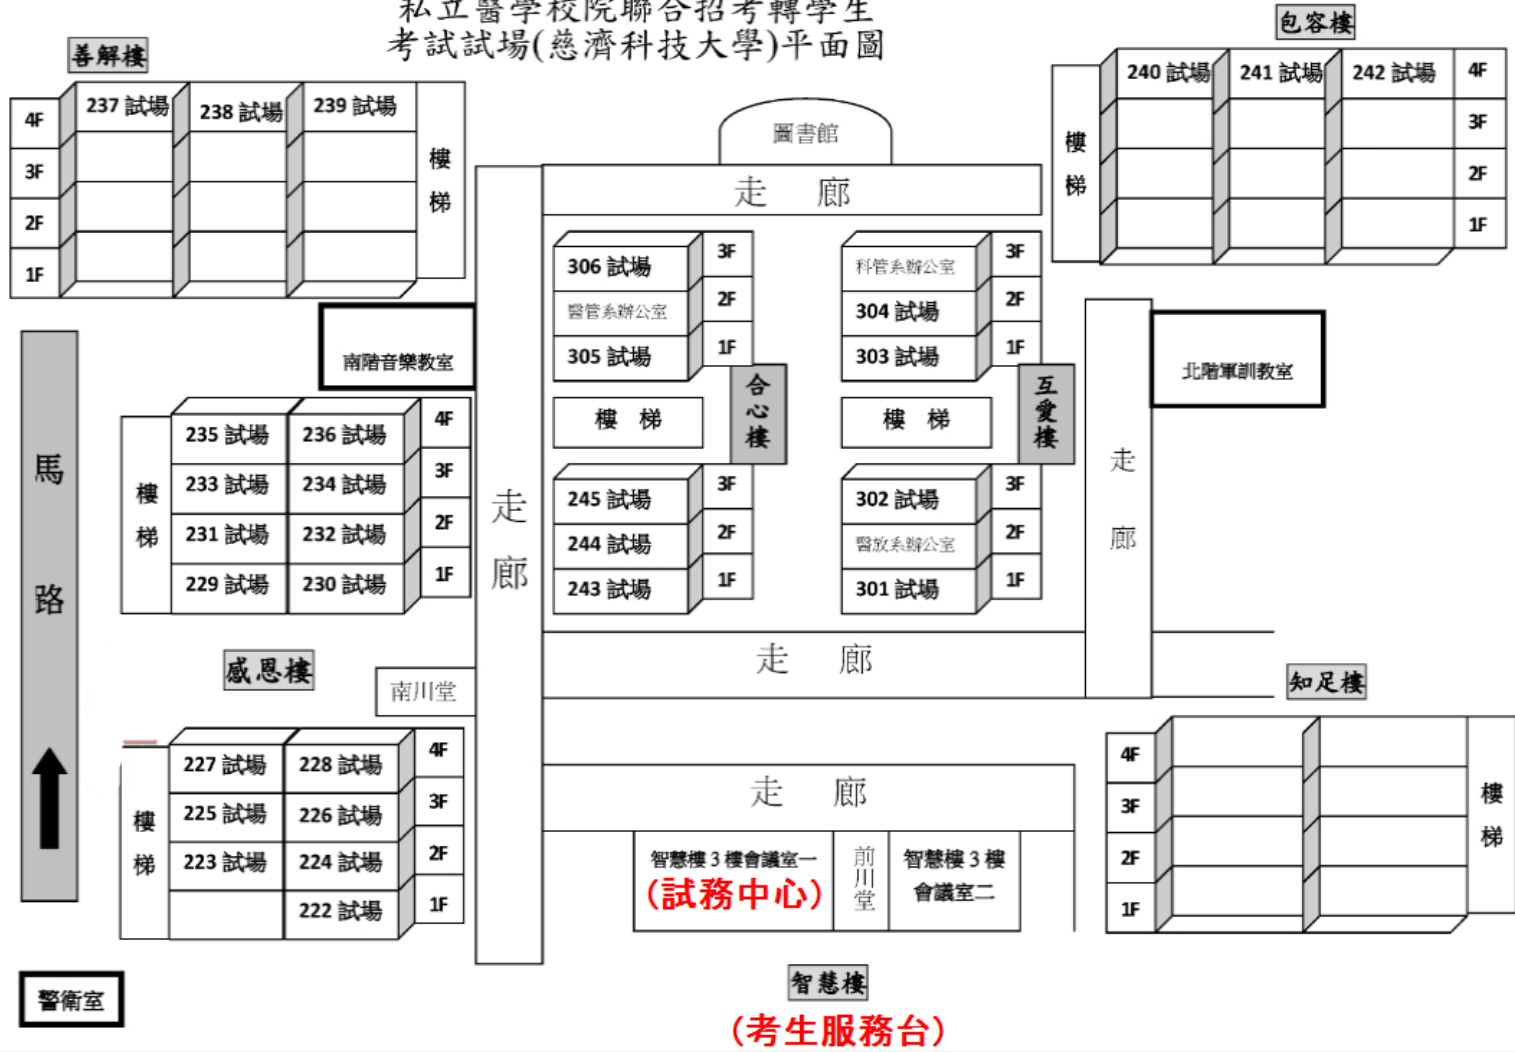 私立醫學校院聯合招考轉學生
考試試場(慈濟科技大學)平面圖
善解樓
包容樓
237 試場
238 試場
239 試場
4F
3F
2F
1F
樓梯
240 試場
241 試場
242 試場
4F
3F
2F
1F
樓梯
圖書館
走廊
306 試場
3F
醫管系辦公室
2F
305 試場
1F
合心樓
樓梯
科管系辦公室
3F
304 試場
2F
303 試場
1F
互愛樓
樓梯
南階音樂教室
北階軍訓教室
馬路
樓梯
235 試場
236 試場
4F
233 試場
234 試場
3F
231 試場
232 試場
2F
229 試場
230 試場
1F
走廊
245 試場
3F
244 試場
2F
243 試場
1F
302 試場
3F
醫放系辦公室
2F
301 試場
1F
走廊
走廊
感恩樓
南川堂
知足樓
樓梯
227 試場
228 試場
4F
225 試場
226 試場
3F
223 試場
224 試場
2F
222 試場
1F
走廊
智慧樓 3 樓會議室一
(試務中心)
前川堂
智慧樓 3 樓
會議室二
4F
3F
2F
1F
樓梯
警衛室
智慧樓
(考生服務台)